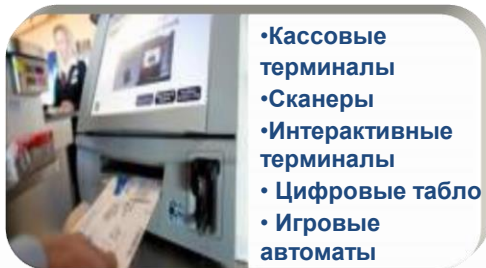 •Кассовые
терминалы
•Сканеры
•Интерактивные
терминалы
• Цифровые табло
• Игровые
автоматы